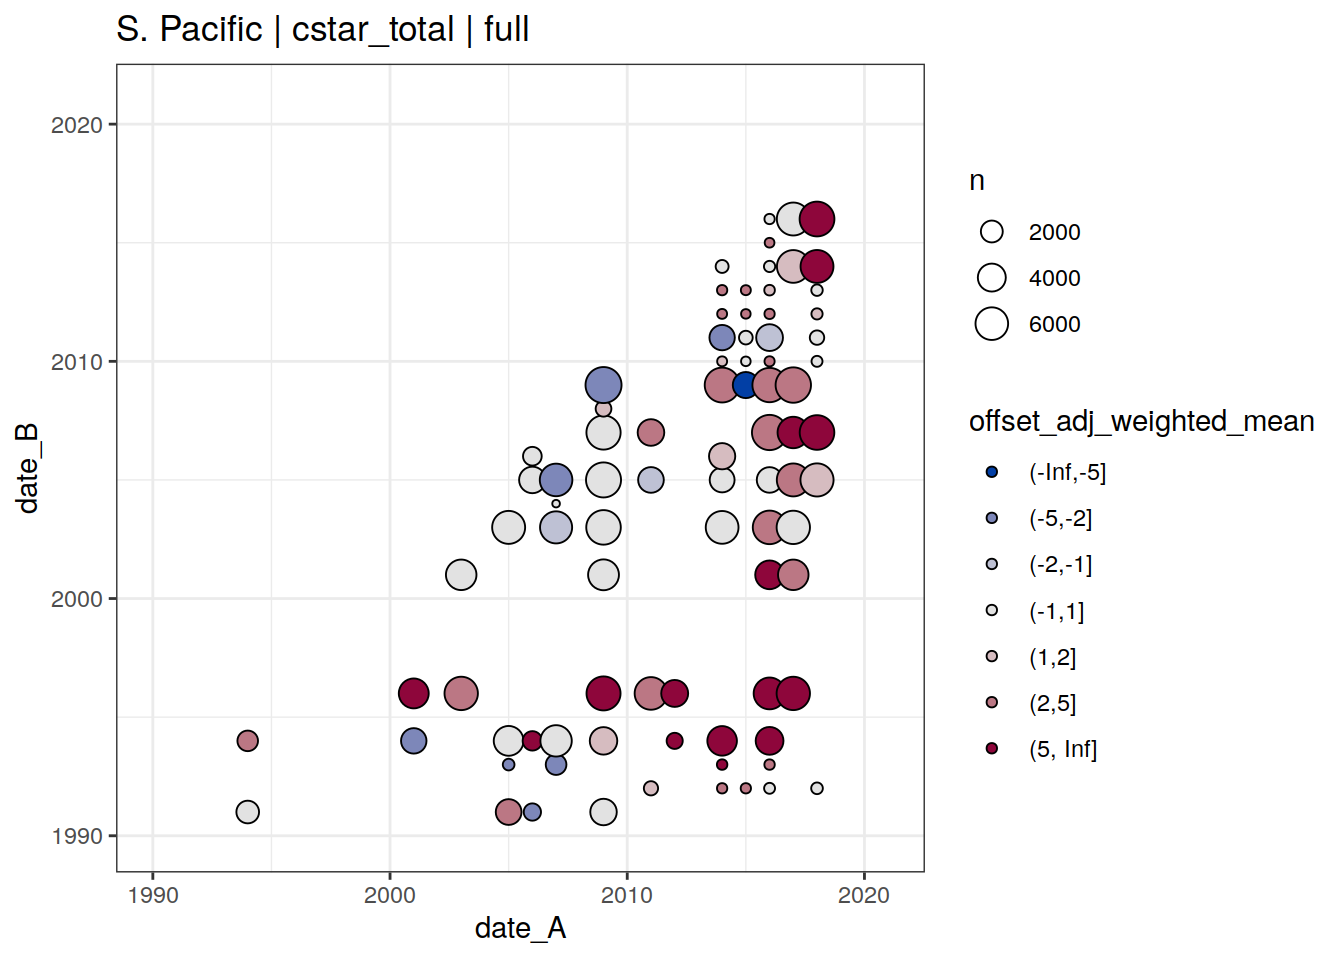 S. Pacific | cstar_total | full
2020
2010
2000
1990
date_B
1990
2000
2010
2020
date_A
n
2000
4000
6000
offset_adj_weighted_mean
(-Inf,-5]
(-5,-2]
(-2,-1]
(-1,1]
(1,2]
(2,5]
(5, Inf]